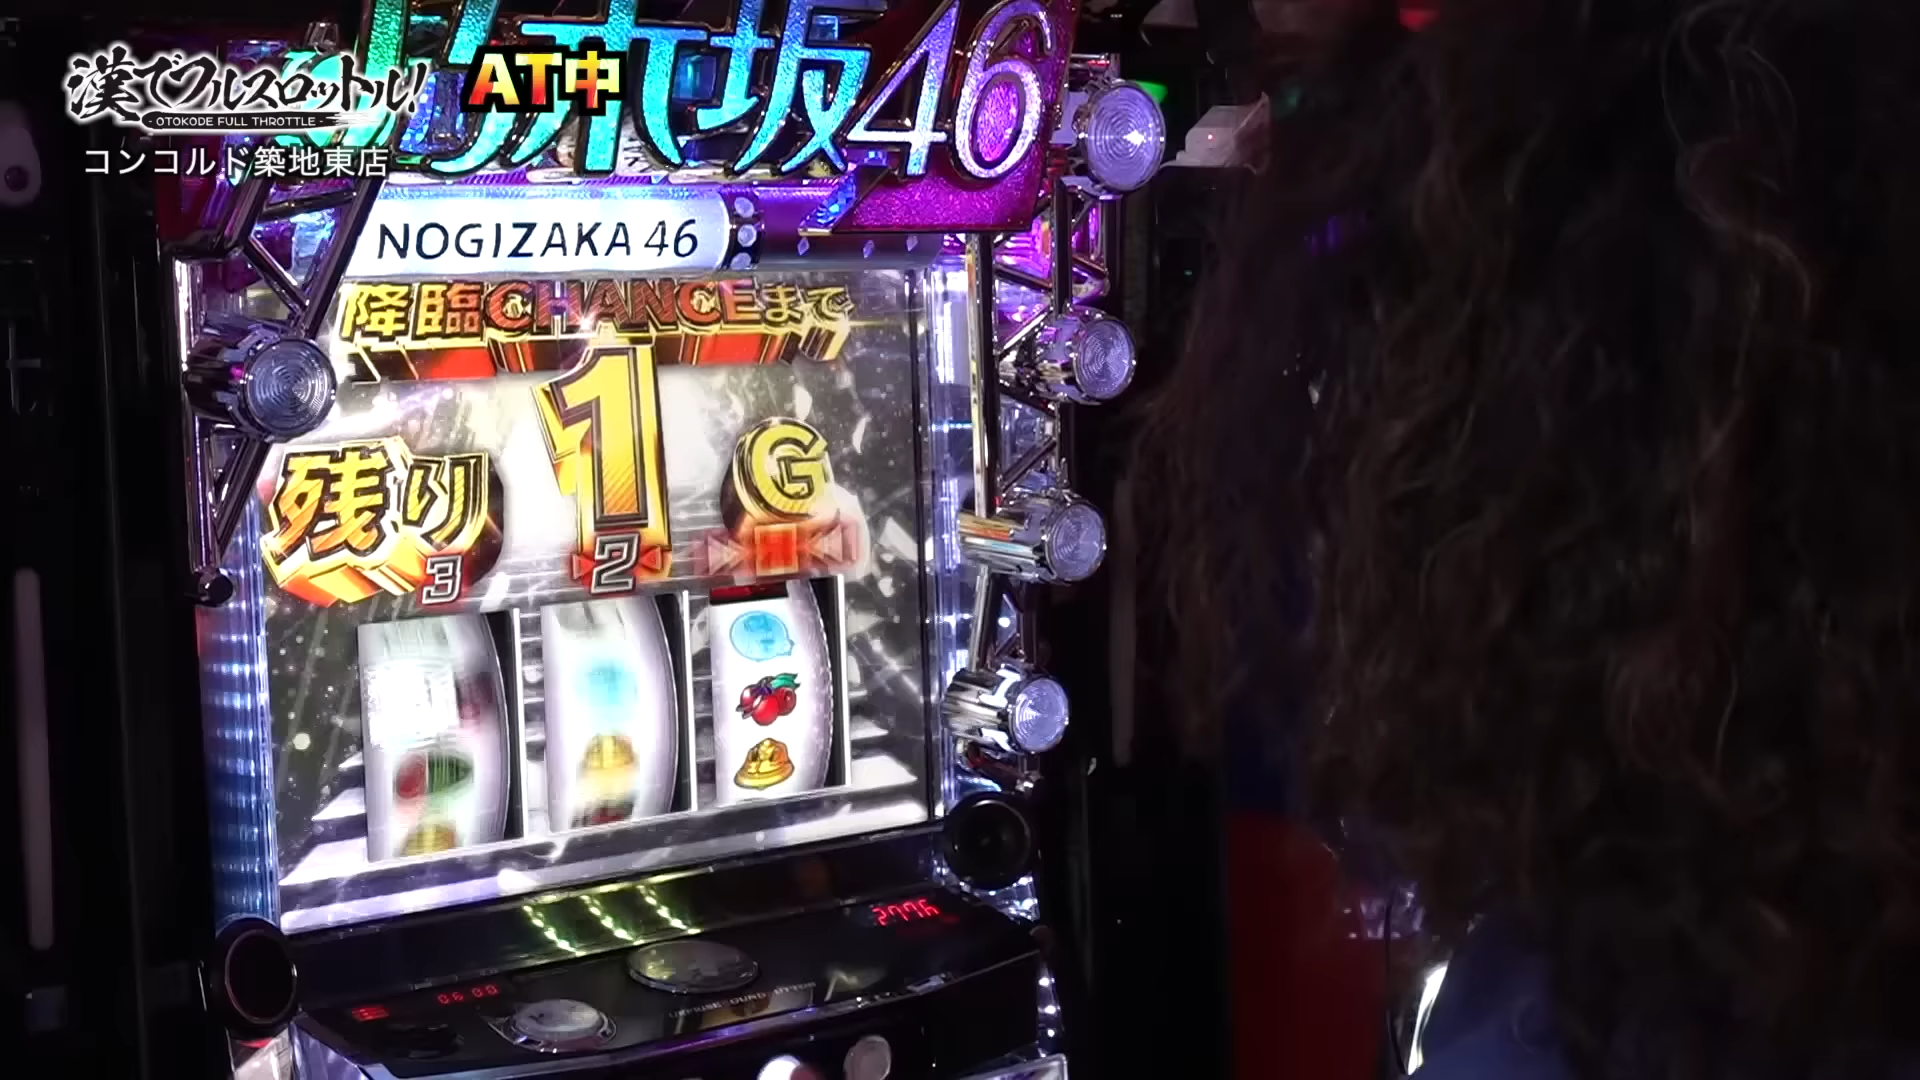 漢でフルスロットル!
- OTOKODE FULL THROTTLE -
AT中
コンコルド築地東店
乃木坂46
NOGIZAKA 46
降臨CHANCEまで
残り 1 G
3 2